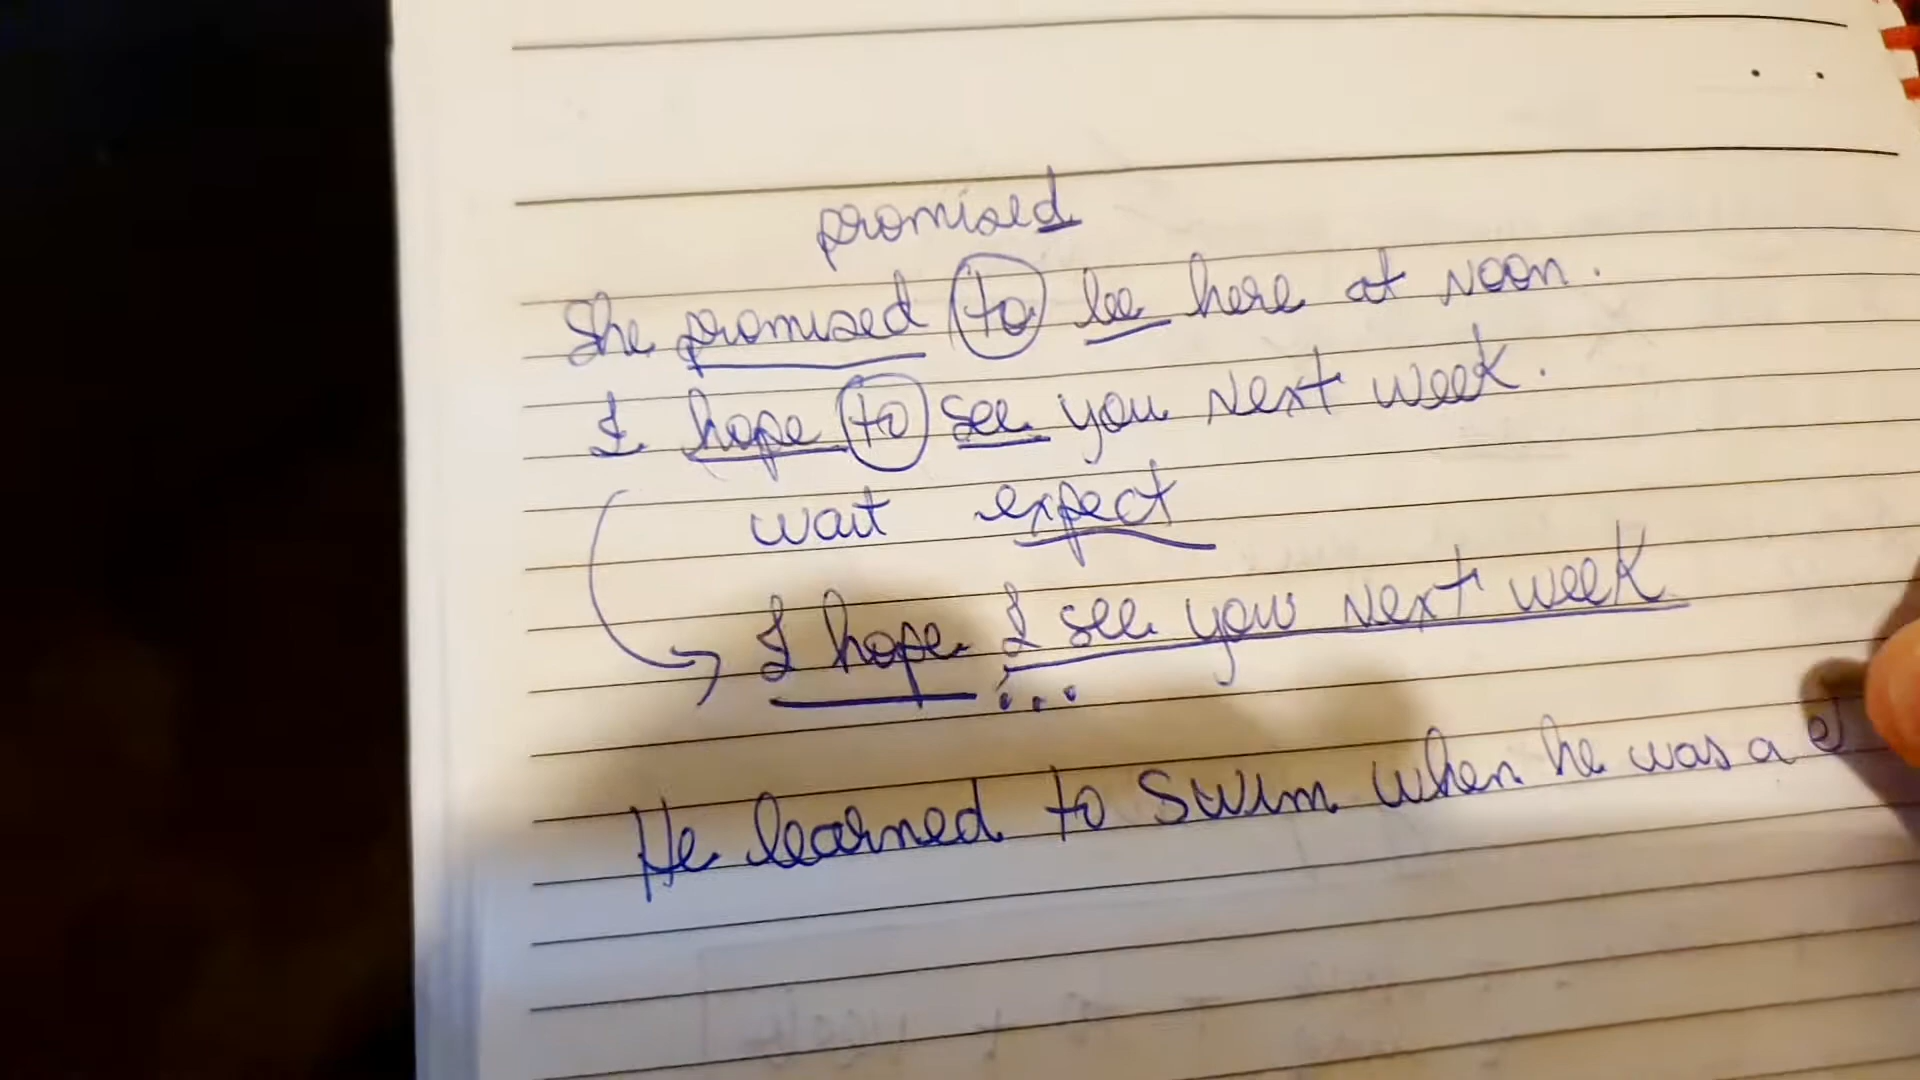 promised
She promised to be here at noon.
I hope to see you next week.
wait expect
I hope I see you next week
...
He learned to swim when he was a